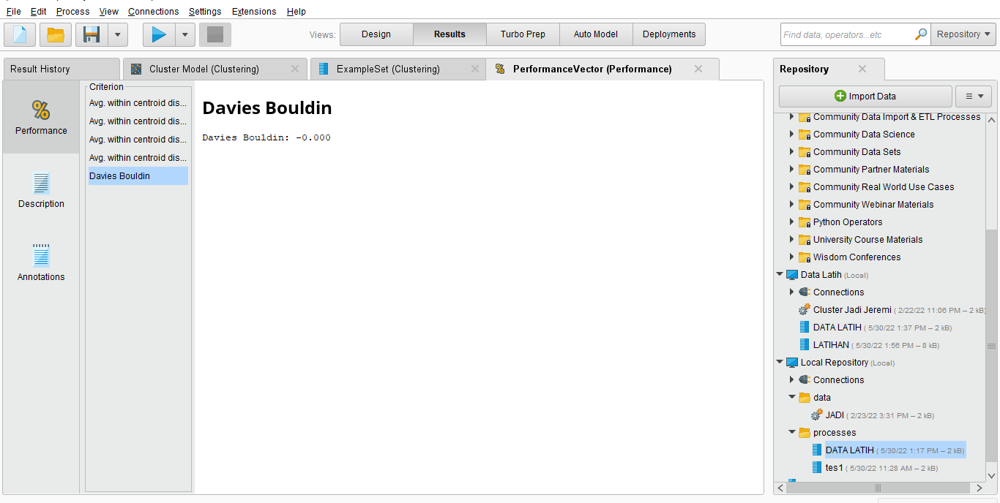 File Edit Process View Connections Settings Extensions Help
Views: Design Results Turbo Prep Auto Model Deployments
Find data, operators...etc
Repository
Result History
Cluster Model (Clustering)
ExampleSet (Clustering)
PerformanceVector (Performance)
Performance
Description
Annotations
Criterion
Avg. within centroid dis...
Avg. within centroid dis...
Avg. within centroid dis...
Avg. within centroid dis...
Davies Bouldin
Davies Bouldin
Davies Bouldin: -0.000
Repository
Import Data
Community Data Import & ETL Processes
Community Data Science
Community Data Sets
Community Partner Materials
Community Real World Use Cases
Community Webinar Materials
Python Operators
University Course Materials
Wisdom Conferences
Data Latih (Local)
Connections
Cluster Jadi Jeremi ( 2/22/22 11:06 PM – 2 kB)
DATA LATIH ( 5/30/22 1:37 PM – 2 kB)
LATIHAN ( 5/30/22 1:56 PM – 8 kB)
Local Repository (Local)
Connections
data
JADI ( 2/23/22 3:31 PM – 2 kB)
processes
DATA LATIH ( 5/30/22 1:17 PM – 2 kB)
tes1 ( 5/30/22 11:28 AM – 2 kB)